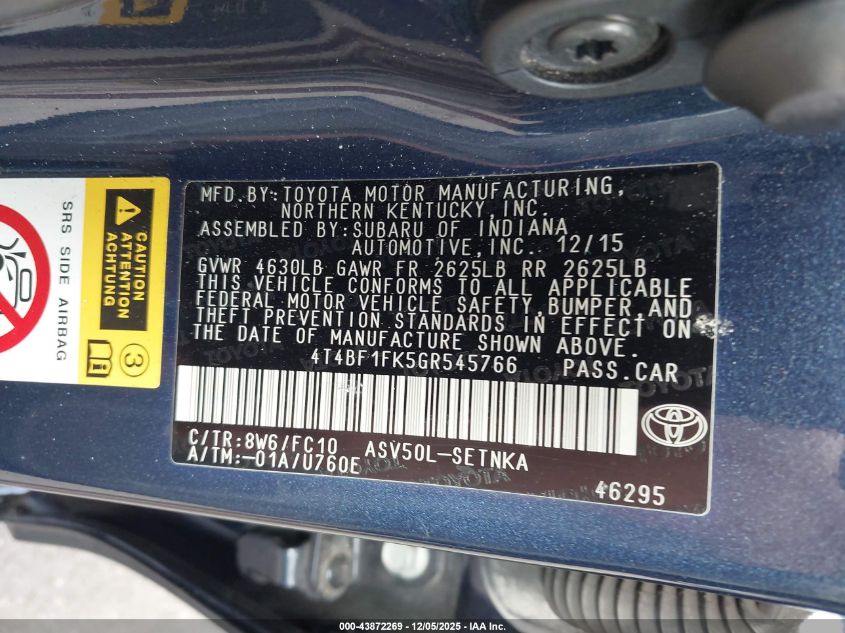 MFD.BY:TOYOTA MOTOR MANUFACTURING,
NORTHERN KENTUCKY,INC.
ASSEMBLED BY:SUBARU OF INDIANA
AUTOMOTIVE,INC. 12/15
GVWR 4630LB GAWR FR 2625LB RR 2625LB
THIS VEHICLE CONFORMS TO ALL APPLICABLE
FEDERAL MOTOR VEHICLE SAFETY,BUMPER,AND
THEFT PREVENTION STANDARDS IN EFFECT ON
THE DATE OF MANUFACTURE SHOWN ABOVE.
4T4BF1FK5GR545766 PASS.CAR
C/TR:8W6/FC10 ASV50L-SETNKA
A/TM:-01A/U760E
46295
TOYOTA
SRS SIDE AIRBAG
CAUTION
ATTENTION
ACHTUNG
3
000-43872269 - 12/05/2025 - IAA Inc.